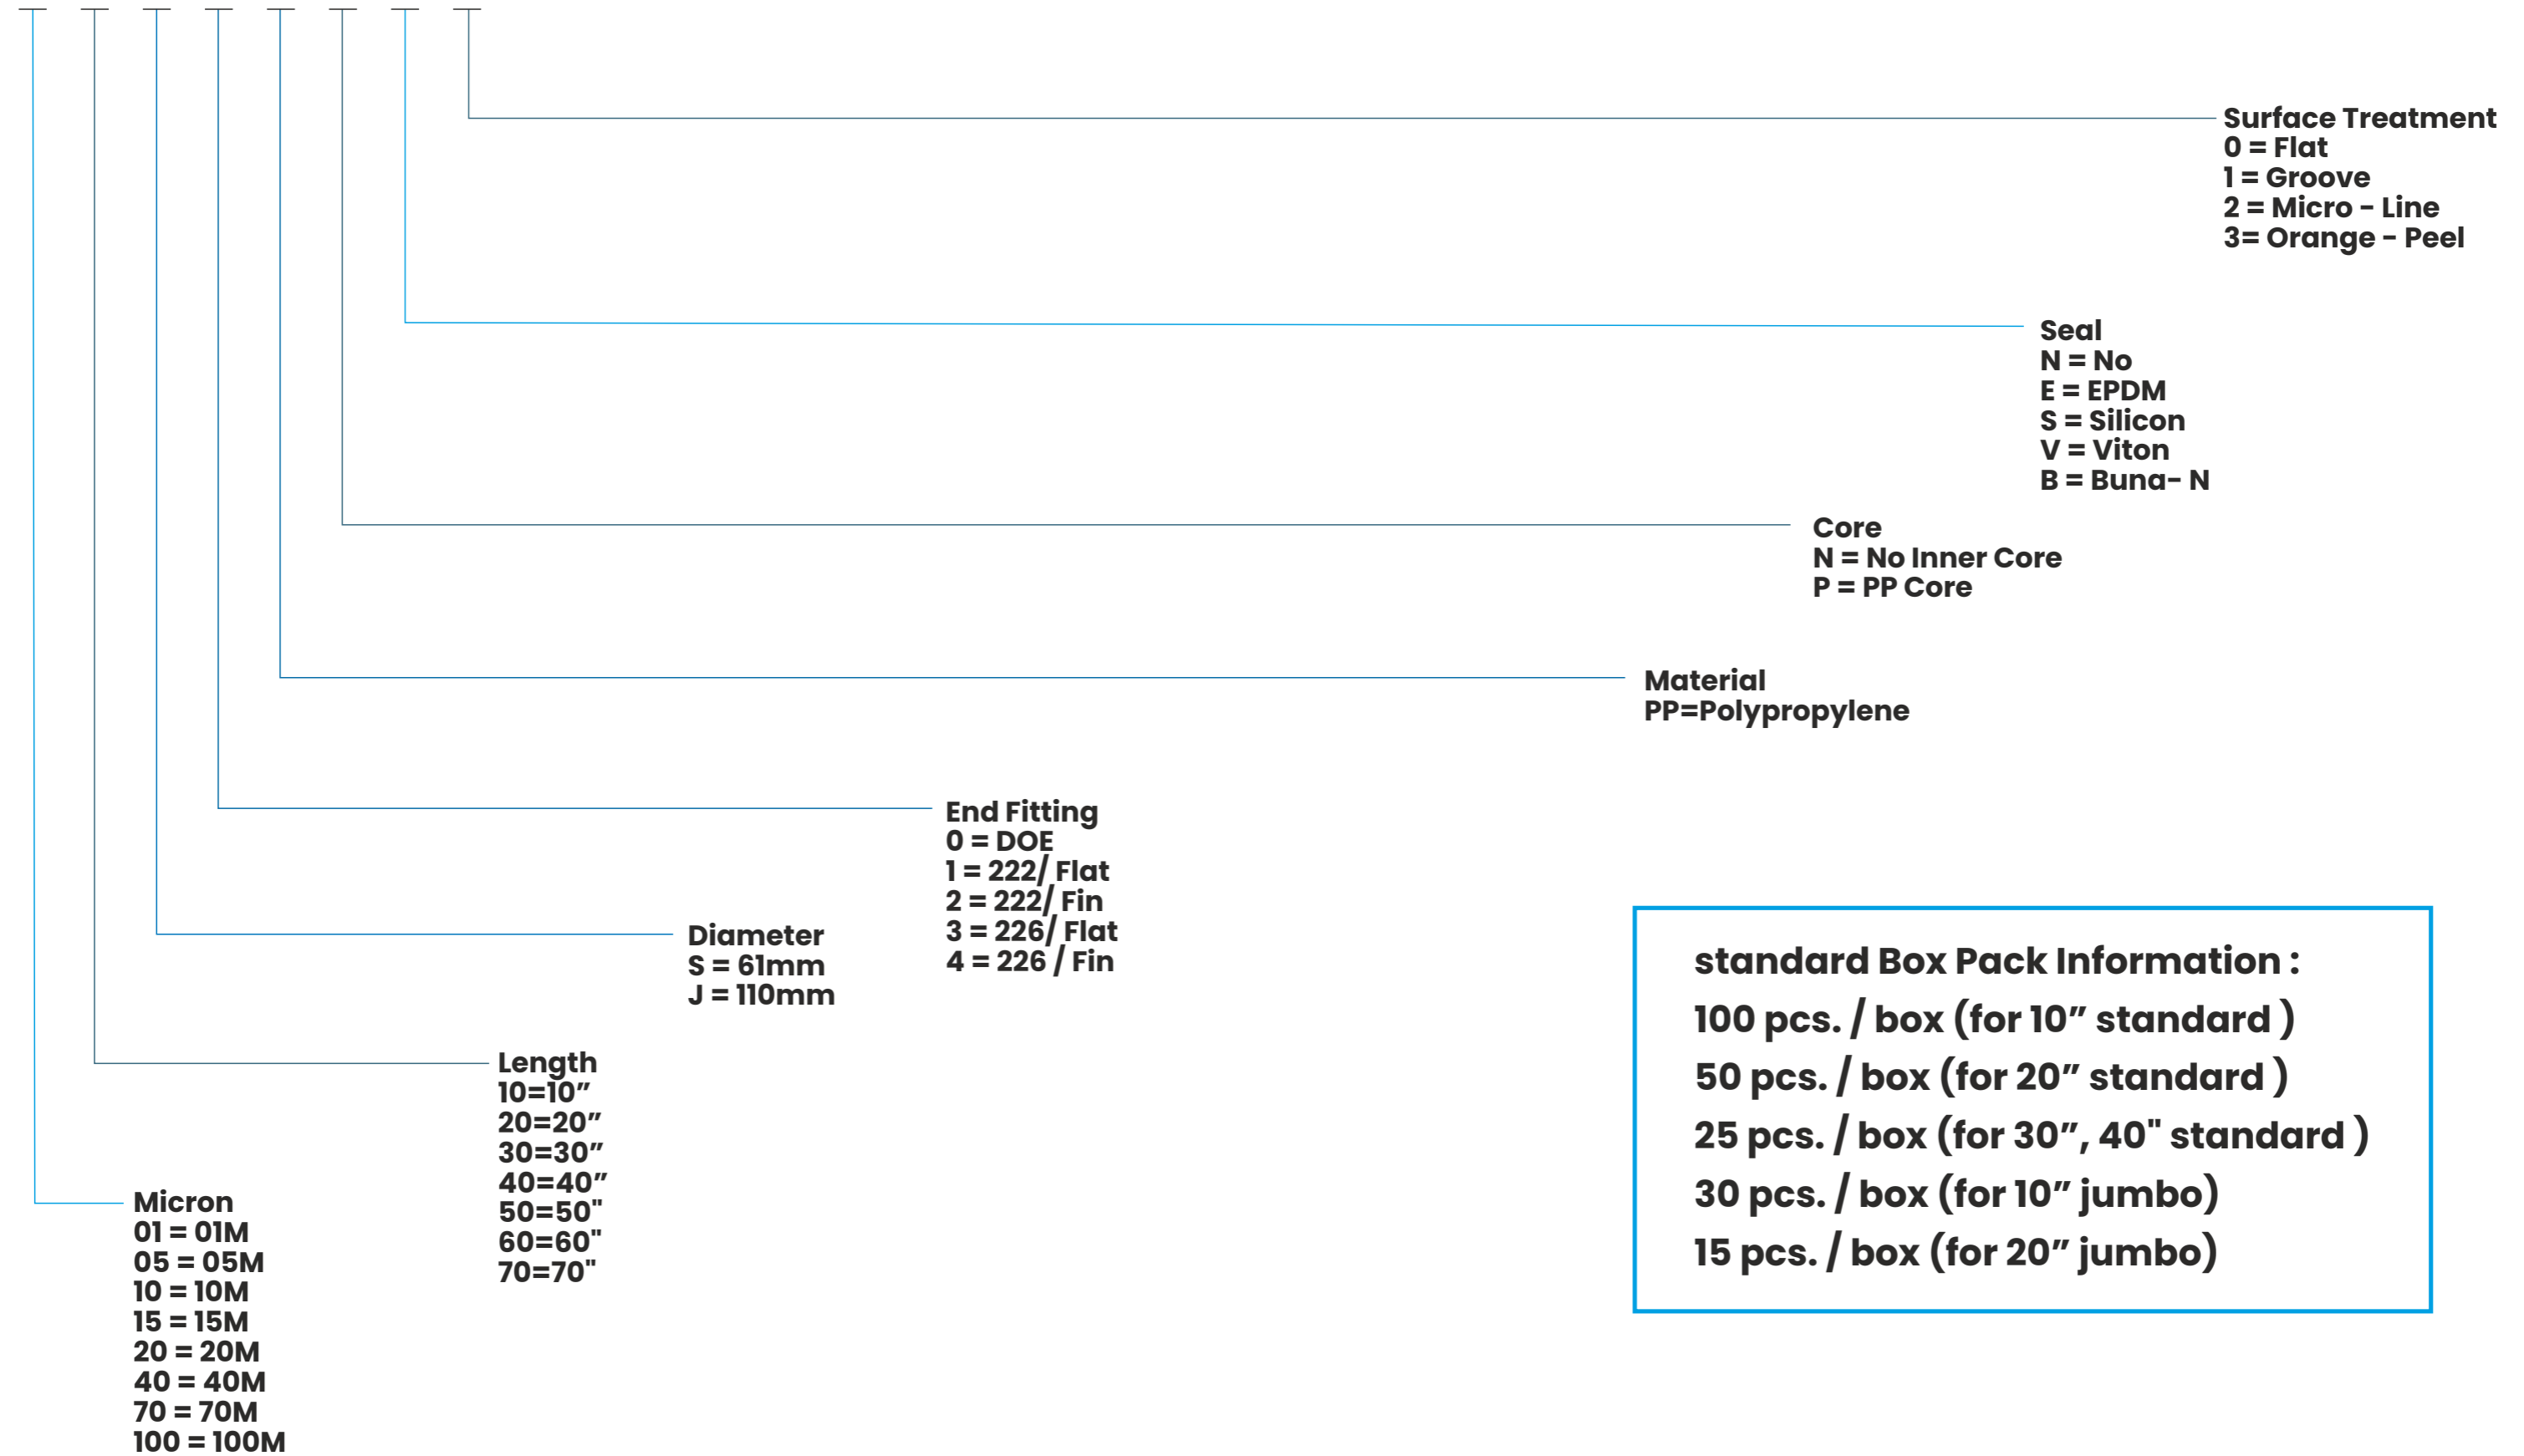 Surface Treatment
0 = Flat
1 = Groove
2 = Micro - Line
3= Orange - Peel
Seal
N = No
E = EPDM
S = Silicon
V = Viton
B = Buna- N
Core
N = No Inner Core
P = PP Core
Material
PP=Polypropylene
End Fitting
0 = DOE
1 = 222/ Flat
2 = 222/ Fin
3 = 226/ Flat
4 = 226 / Fin
Diameter
S = 61mm
J = 110mm
Length
10=10”
20=20”
30=30”
40=40”
50=50"
60=60"
70=70"
Micron
01 = 01M
05 = 05M
10 = 10M
15 = 15M
20 = 20M
40 = 40M
70 = 70M
100 = 100M
standard Box Pack Information :
100 pcs. / box (for 10” standard )
50 pcs. / box (for 20” standard )
25 pcs. / box (for 30”, 40" standard )
30 pcs. / box (for 10” jumbo)
15 pcs. / box (for 20” jumbo)